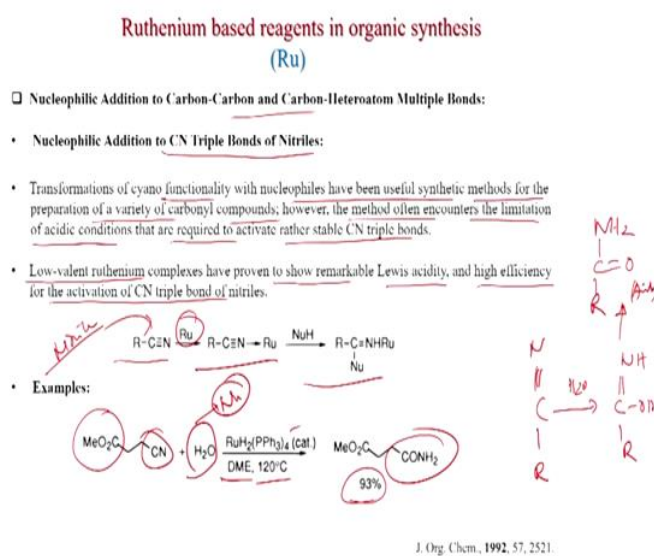 Ruthenium based reagents in organic synthesis
(Ru)
❑ Nucleophilic Addition to Carbon-Carbon and Carbon-Heteroatom Multiple Bonds:
• Nucleophilic Addition to CN Triple Bonds of Nitriles:
• Transformations of cyano functionality with nucleophiles have been useful synthetic methods for the
preparation of a variety of carbonyl compounds; however, the method often encounters the limitation
of acidic conditions that are required to activate rather stable CN triple bonds.
• Low-valent ruthenium complexes have proven to show remarkable Lewis acidity, and high efficiency
for the activation of CN triple bond of nitriles.
NH2
C=O
R
R-C≡N Ru R-C≡N→Ru NuH R-C=NHRu
Nu
• Examples:
N
C
R
H2O
NH
C-OH
R
Nu
MeO2C CN + H2O RuH2(PPh3)4 (cat.) MeO2C CONH2
DME, 120°C
93%
J. Org. Chem., 1992, 57, 2521.